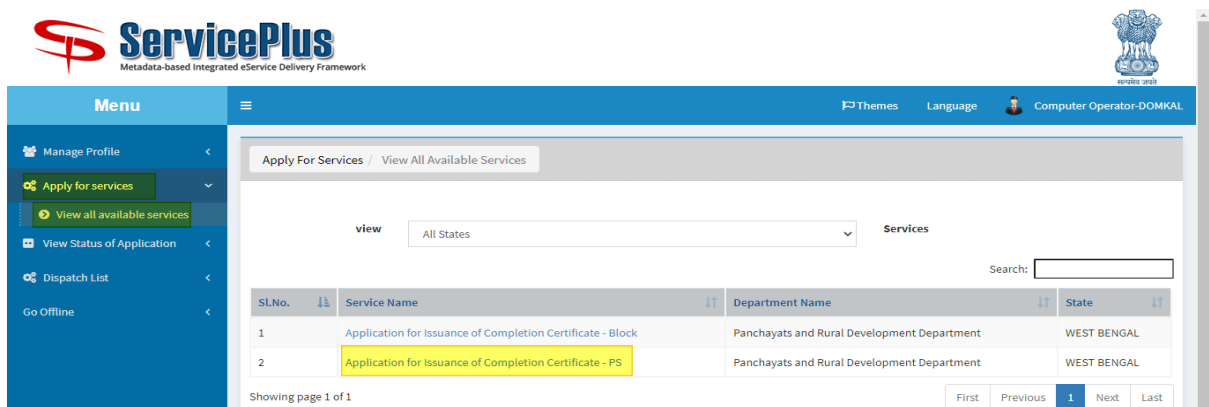 ServicePlus
Metadata-based Integrated eService Delivery Framework
सत्यमेव जयते
Menu
Themes Language Computer Operator-DOMKAL
Manage Profile
Apply For Services / View All Available Services
Apply for services
View all available services
view All States Services
View Status of Application
Search:
Dispatch List
Sl.No. Service Name Department Name State
Go Offline
1 Application for Issuance of Completion Certificate - Block Panchayats and Rural Development Department WEST BENGAL
2 Application for Issuance of Completion Certificate - PS Panchayats and Rural Development Department WEST BENGAL
Showing page 1 of 1 First Previous 1 Next Last